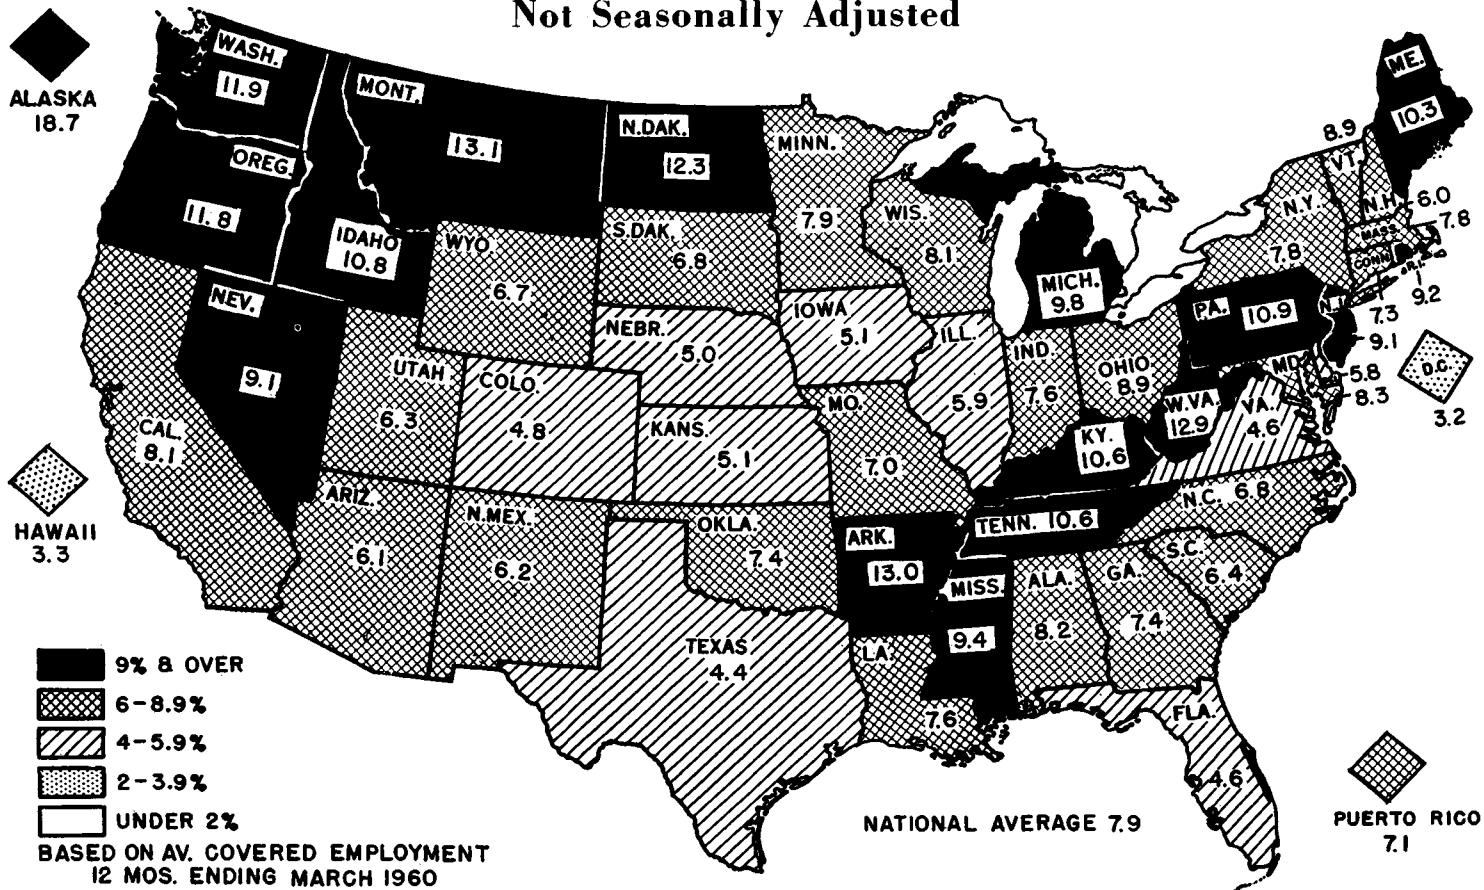 Not Seasonally Adjusted
ALASKA
18.7
WASH.
11.9
MONT.
13.1
N.DAK.
12.3
MINN.
7.9
ME.
10.3
OREG.
11.8
IDAHO
10.8
WYO.
6.7
S.DAK.
6.8
WIS.
8.1
MICH.
9.8
N.Y.
7.8
8.9
VT.
N.H.
6.0
MASS.
7.8
CONN.
R.I.
7.3
9.2
NEV.
9.1
UTAH
6.3
COLO.
4.8
NEBR.
5.0
IOWA
5.1
ILL.
5.9
IND.
7.6
OHIO
8.9
PA.
10.9
N.J.
9.1
MD.
5.8
8.3
D.C.
3.2
CAL.
8.1
KANS.
5.1
MO.
7.0
KY.
10.6
W.VA.
12.9
VA.
4.6
HAWAII
3.3
ARIZ.
6.1
N.MEX.
6.2
OKLA.
7.4
ARK.
13.0
TENN. 10.6
N.C. 6.8
S.C.
6.4
TEXAS
4.4
LA.
7.6
MISS.
9.4
ALA.
8.2
GA.
7.4
FLA.
4.6
9% & OVER
6-8.9%
4-5.9%
2-3.9%
UNDER 2%
BASED ON AV. COVERED EMPLOYMENT
12 MOS. ENDING MARCH 1960
NATIONAL AVERAGE 7.9
PUERTO RICO
7.1